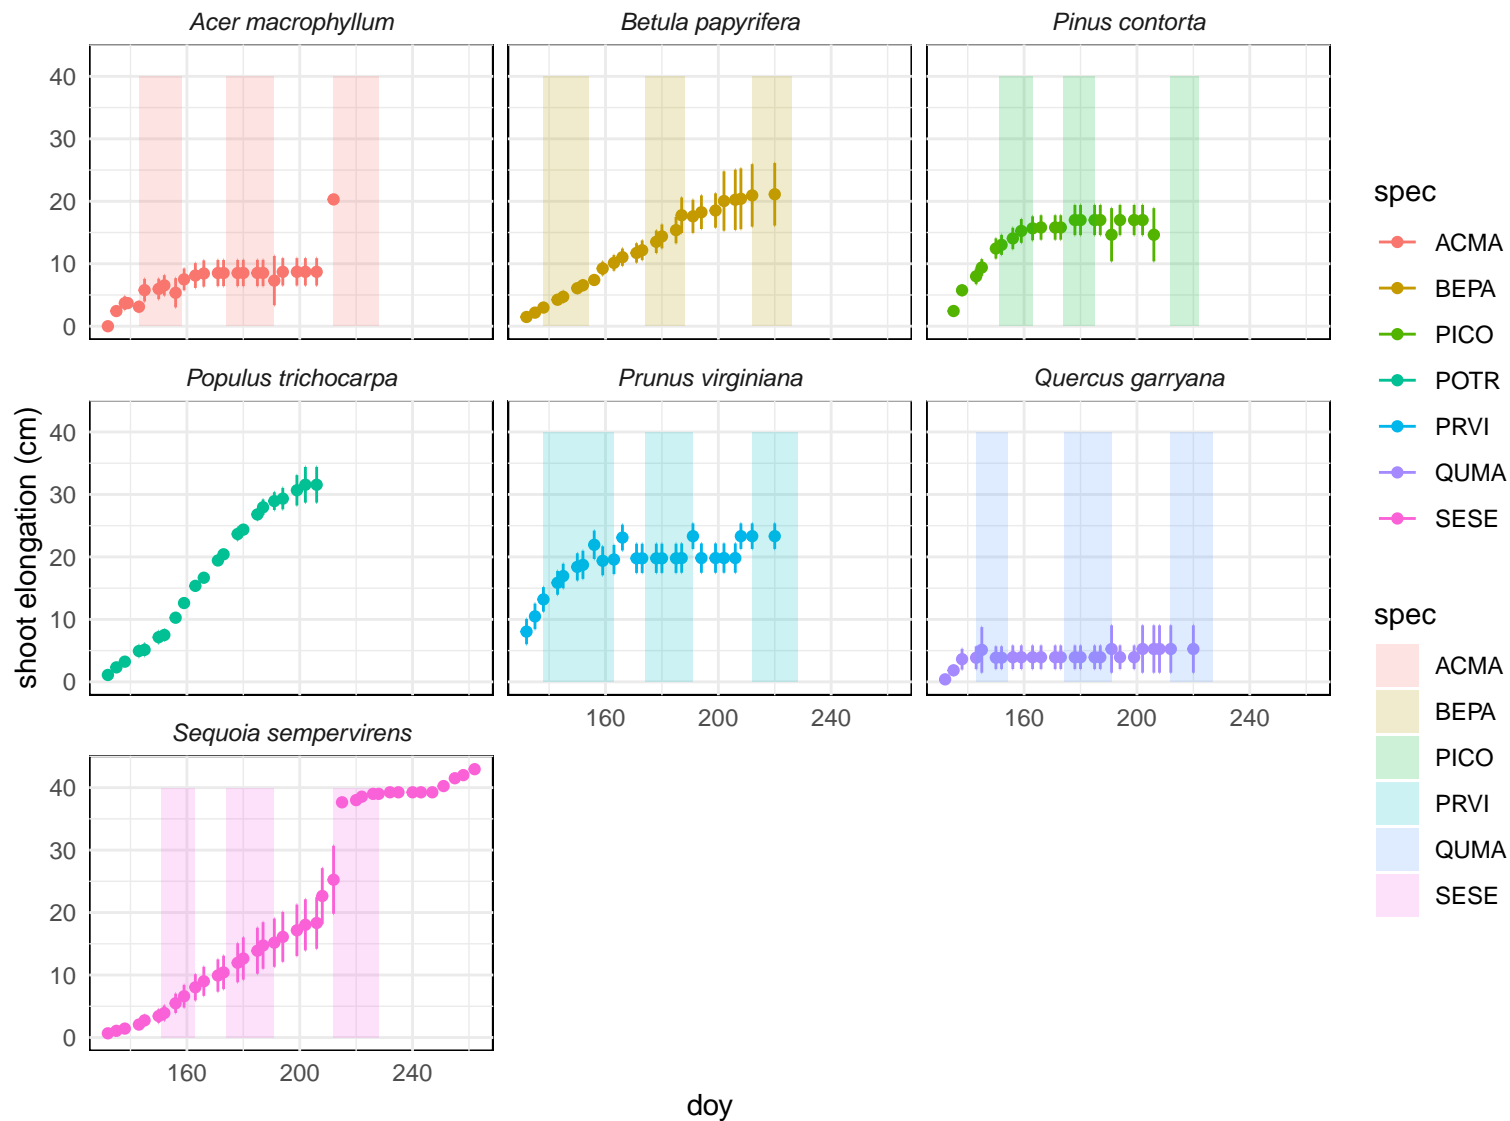 Acer macrophyllum
Betula papyrifera
Pinus contorta
40
30
20
10
0
Populus trichocarpa
Prunus virginiana
Quercus garryana
40
30
20
10
0
160 200 240
160 200 240
Sequoia sempervirens
40
30
20
10
0
160 200 240
shoot elongation (cm)
doy
spec
ACMA
BEPA
PICO
POTR
PRVI
QUMA
SESE
spec
ACMA
BEPA
PICO
PRVI
QUMA
SESE